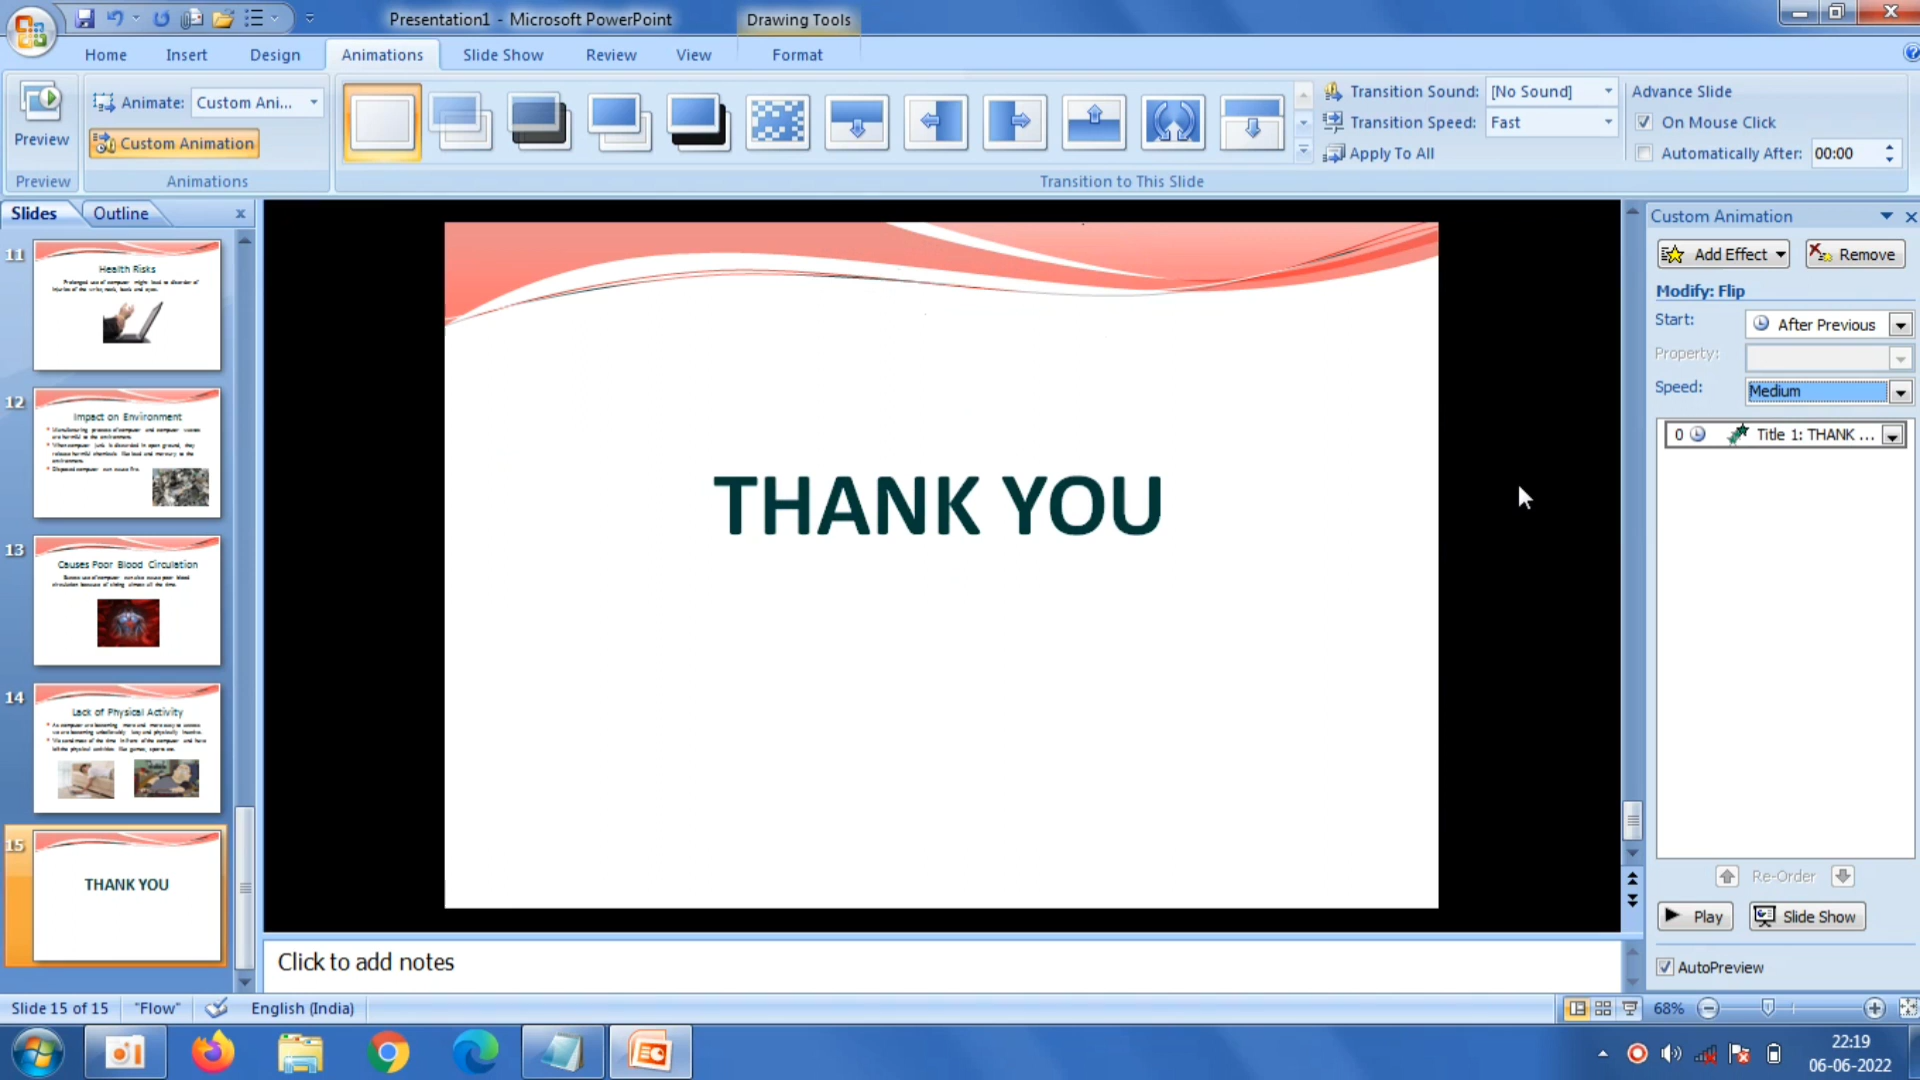 Presentation1 - Microsoft PowerPoint
Drawing Tools
Home
Insert
Design
Animations
Slide Show
Review
View
Format
Preview
Animate:
Custom Ani...
Custom Animation
Transition Sound:
[No Sound]
Transition Speed:
Fast
Apply To All
Advance Slide
On Mouse Click
Automatically After:
00:00
Preview
Animations
Transition to This Slide
Slides
Outline
11
Health Risks
12
Impact on Environment
13
Causes Poor Blood Circulation
14
Lack of Physical Activity
15
THANK YOU
THANK YOU
Click to add notes
Custom Animation
Add Effect
Remove
Modify: Flip
Start:
After Previous
Property:
Speed:
Medium
0
Title 1: THANK ...
Re-Order
Play
Slide Show
AutoPreview
Slide 15 of 15
"Flow"
English (India)
68%
22:19
06-06-2022